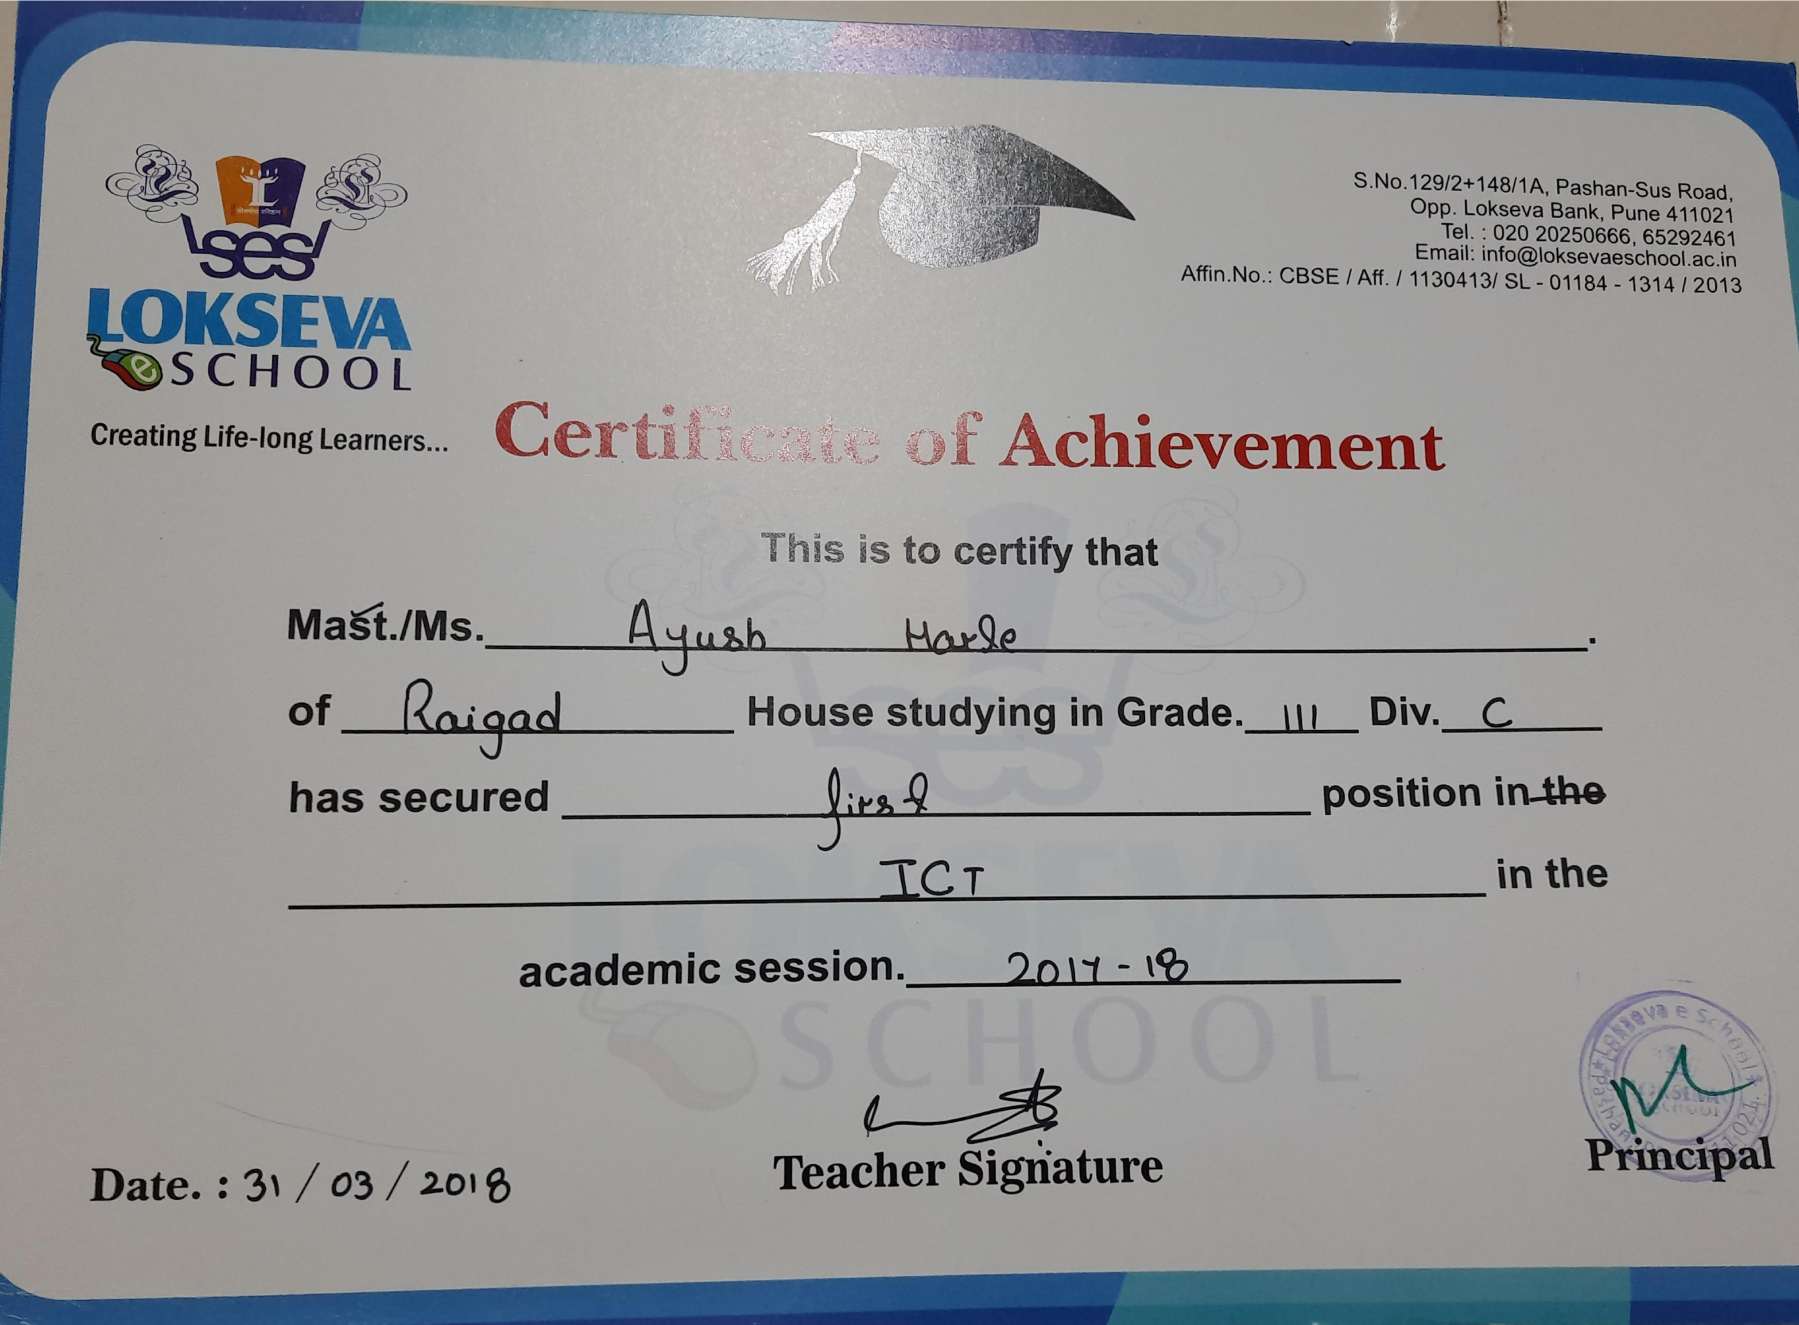 ses
LOKSEVA
e SCHOOL
Creating Life-long Learners...
S.No.129/2+148/1A, Pashan-Sus Road,
Opp. Lokseva Bank, Pune 411021
Tel. : 020 20250666, 65292461
Email: info@loksevaeschool.ac.in
Affin.No.: CBSE / Aff. / 1130413/ SL - 01184 - 1314 / 2013
Certificate of Achievement
This is to certify that
Mast./Ms. Ayush Harle.
of Raigad House studying in Grade. III Div. C
has secured first position in the
ICT in the
academic session. 2017-18
ses
LOKSEVA
SCHOOL
Date. : 31 / 03 / 2018
Teacher Signature
Principal